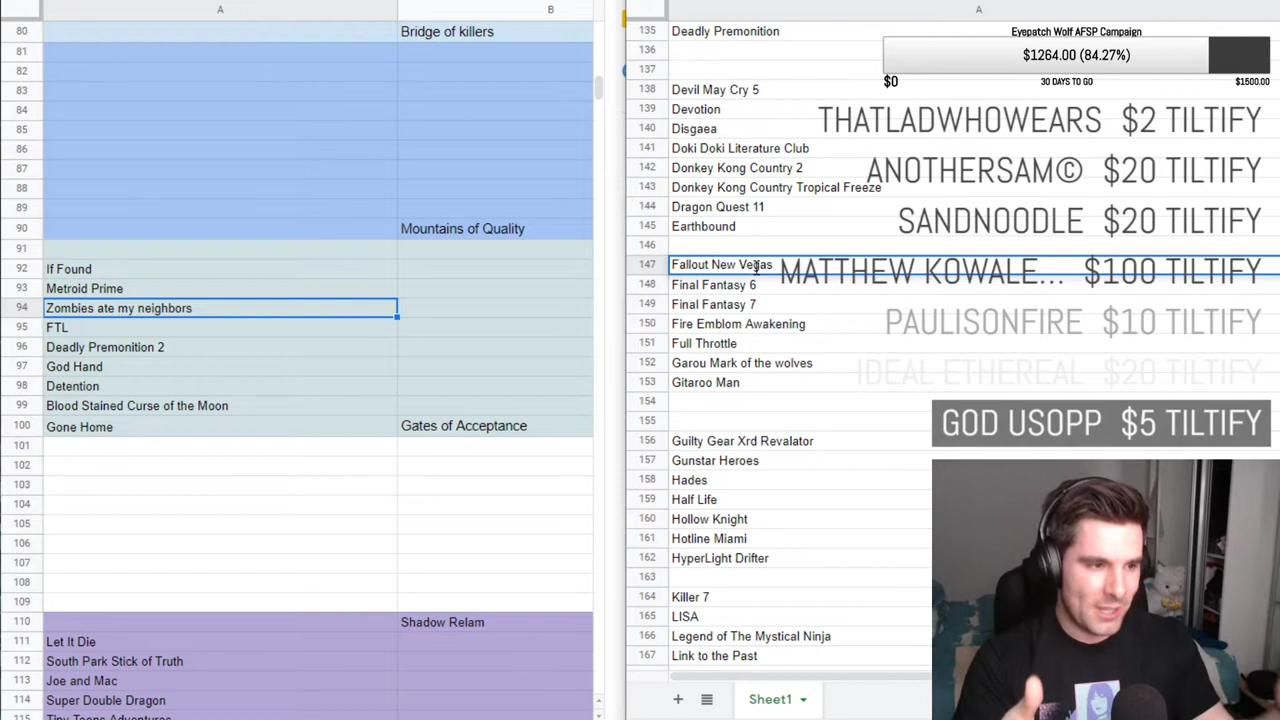 A
B
80 Bridge of killers
81
82
83
84
85
86
87
88
89
90 Mountains of Quality
91
92 If Found
93 Metroid Prime
94 Zombies ate my neighbors
95 FTL
96 Deadly Premonition 2
97 God Hand
98 Detention
99 Blood Stained Curse of the Moon
100 Gone Home Gates of Acceptance
101
102
103
104
105
106
107
108
109
110 Shadow Relam
111 Let It Die
112 South Park Stick of Truth
113 Joe and Mac
114 Super Double Dragon
115 Tiny Toons Adventures
A
135 Deadly Premonition
136
137
138 Devil May Cry 5
139 Devotion
140 Disgaea
141 Doki Doki Literature Club
142 Donkey Kong Country 2
143 Donkey Kong Country Tropical Freeze
144 Dragon Quest 11
145 Earthbound
146
147 Fallout New Vegas
148 Final Fantasy 6
149 Final Fantasy 7
150 Fire Emblom Awakening
151 Full Throttle
152 Garou Mark of the wolves
153 Gitaroo Man
154
155
156 Guilty Gear Xrd Revalator
157 Gunstar Heroes
158 Hades
159 Half Life
160 Hollow Knight
161 Hotline Miami
162 HyperLight Drifter
163
164 Killer 7
165 LISA
166 Legend of The Mystical Ninja
167 Link to the Past
Sheet1
Eyepatch Wolf AFSP Campaign
$1264.00 (84.27%)
$0 30 DAYS TO GO $1500.00
THATLADWHOWEARS $2 TILTIFY
ANOTHERSAM© $20 TILTIFY
SANDNOODLE $20 TILTIFY
MATTHEW KOWALE... $100 TILTIFY
PAULISONFIRE $10 TILTIFY
IDEAL ETHEREAL $20 TILTIFY
GOD USOPP $5 TILTIFY